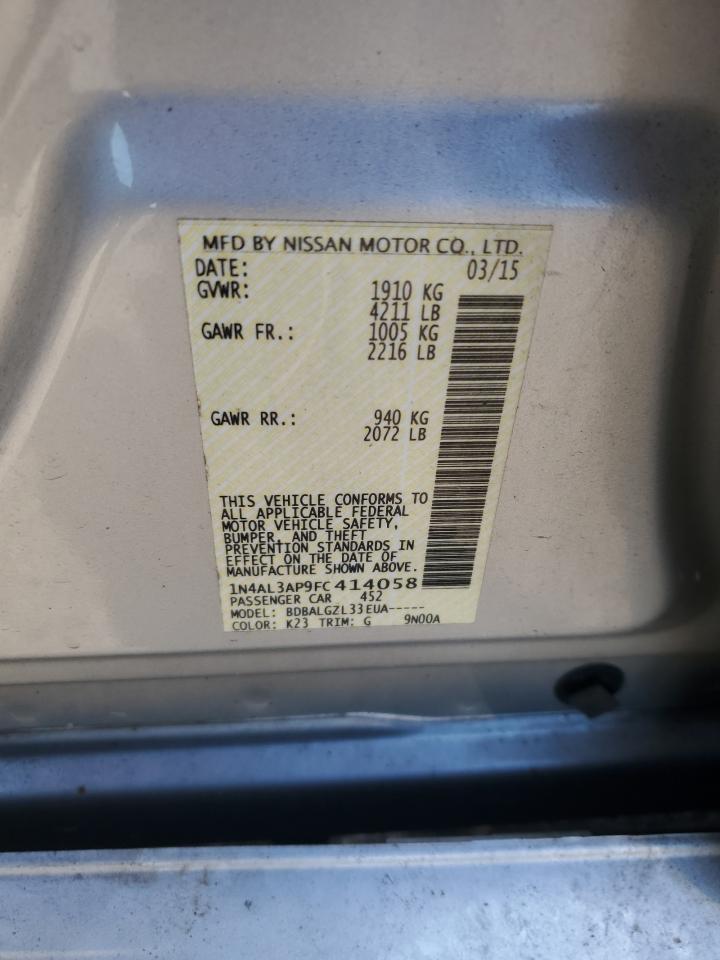 MFD BY NISSAN MOTOR CO., LTD.
DATE: 03/15
GVWR: 1910 KG
4211 LB
GAWR FR.: 1005 KG
2216 LB
GAWR RR.: 940 KG
2072 LB
THIS VEHICLE CONFORMS TO
ALL APPLICABLE FEDERAL
MOTOR VEHICLE SAFETY,
BUMPER, AND THEFT
PREVENTION STANDARDS IN
EFFECT ON THE DATE OF
MANUFACTURE SHOWN ABOVE.
1N4AL3AP9FC414058
PASSENGER CAR 452
MODEL: BDBALGZL33EUA-----
COLOR: K23 TRIM: G 9N00A